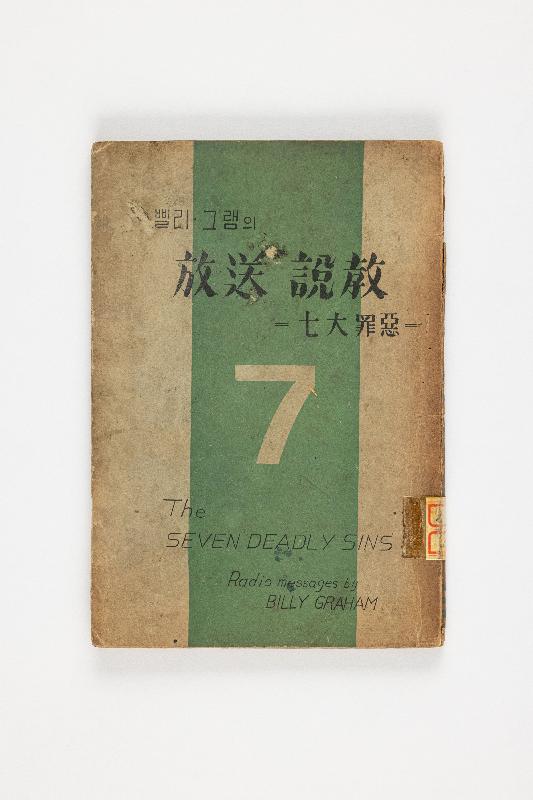 삘리·그램의
放送 說敎
=七大罪惡=
7
The
SEVEN DEADLY SINS
Radio messages by
BILLY GRAHAM